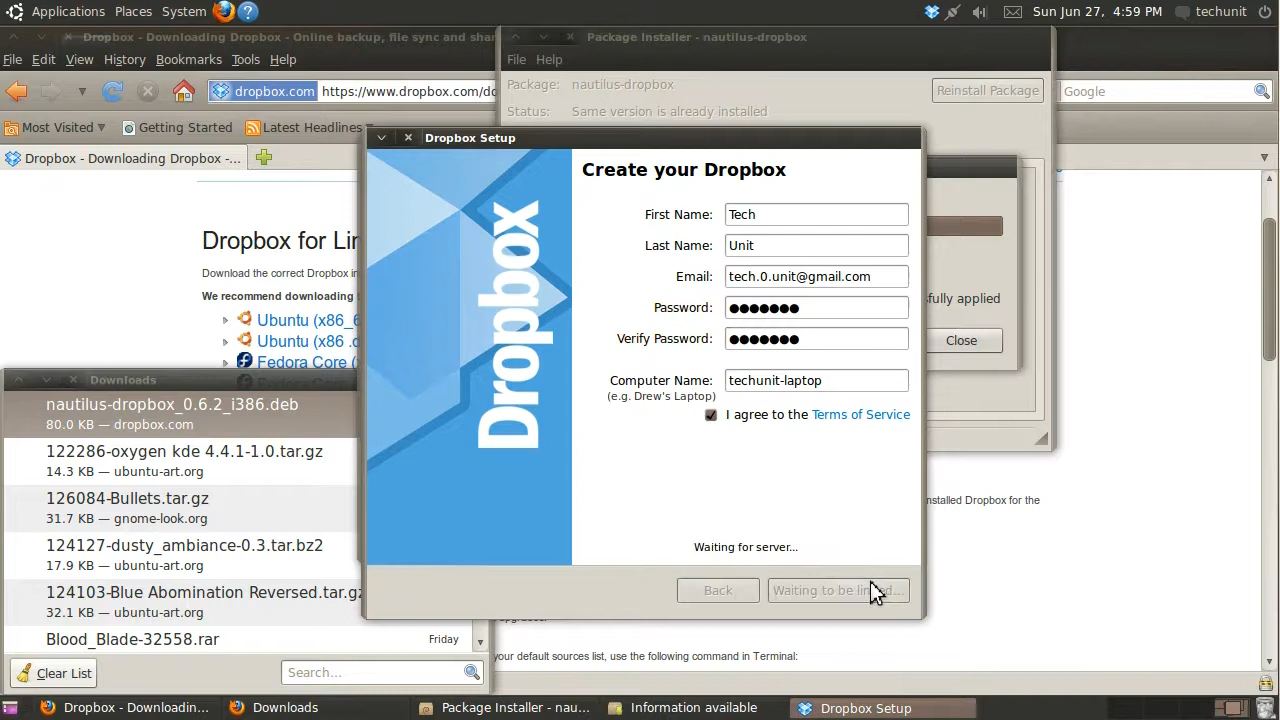 Applications Places System
Sun Jun 27, 4:59 PM
techunit
Dropbox - Downloading Dropbox - Online backup, file sync and shar
File Edit View History Bookmarks Tools Help
dropbox.com https://www.dropbox.com/do
Google
Most Visited Getting Started Latest Headlines
Dropbox - Downloading Dropbox -...
Dropbox for Lin
Download the correct Dropbox in
We recommend downloading
Ubuntu (x86_6
Ubuntu (x86 .d
Fedora Core (x
Package Installer - nautilus-dropbox
File Help
Package: nautilus-dropbox
Reinstall Package
Status: Same version is already installed
sfully applied
Close
nstalled Dropbox for the
your default sources list, use the following command in Terminal:
Dropbox Setup
Dropbox
Create your Dropbox
First Name: Tech
Last Name: Unit
Email: tech.0.unit@gmail.com
Password: ●●●●●●●
Verify Password: ●●●●●●●
Computer Name: techunit-laptop
(e.g. Drew's Laptop)
I agree to the Terms of Service
Waiting for server...
Back
Downloads
nautilus-dropbox_0.6.2_i386.deb
80.0 KB — dropbox.com
122286-oxygen kde 4.4.1-1.0.tar.gz
14.3 KB — ubuntu-art.org
126084-Bullets.tar.gz
31.7 KB — gnome-look.org
124127-dusty_ambiance-0.3.tar.bz2
17.9 KB — ubuntu-art.org
124103-Blue Abomination Reversed.tar.gz
32.1 KB — ubuntu-art.org
Blood_Blade-32558.rar
Friday
Clear List
Search...
Dropbox - Downloadin...
Downloads
Package Installer - nau...
Information available
Dropbox Setup